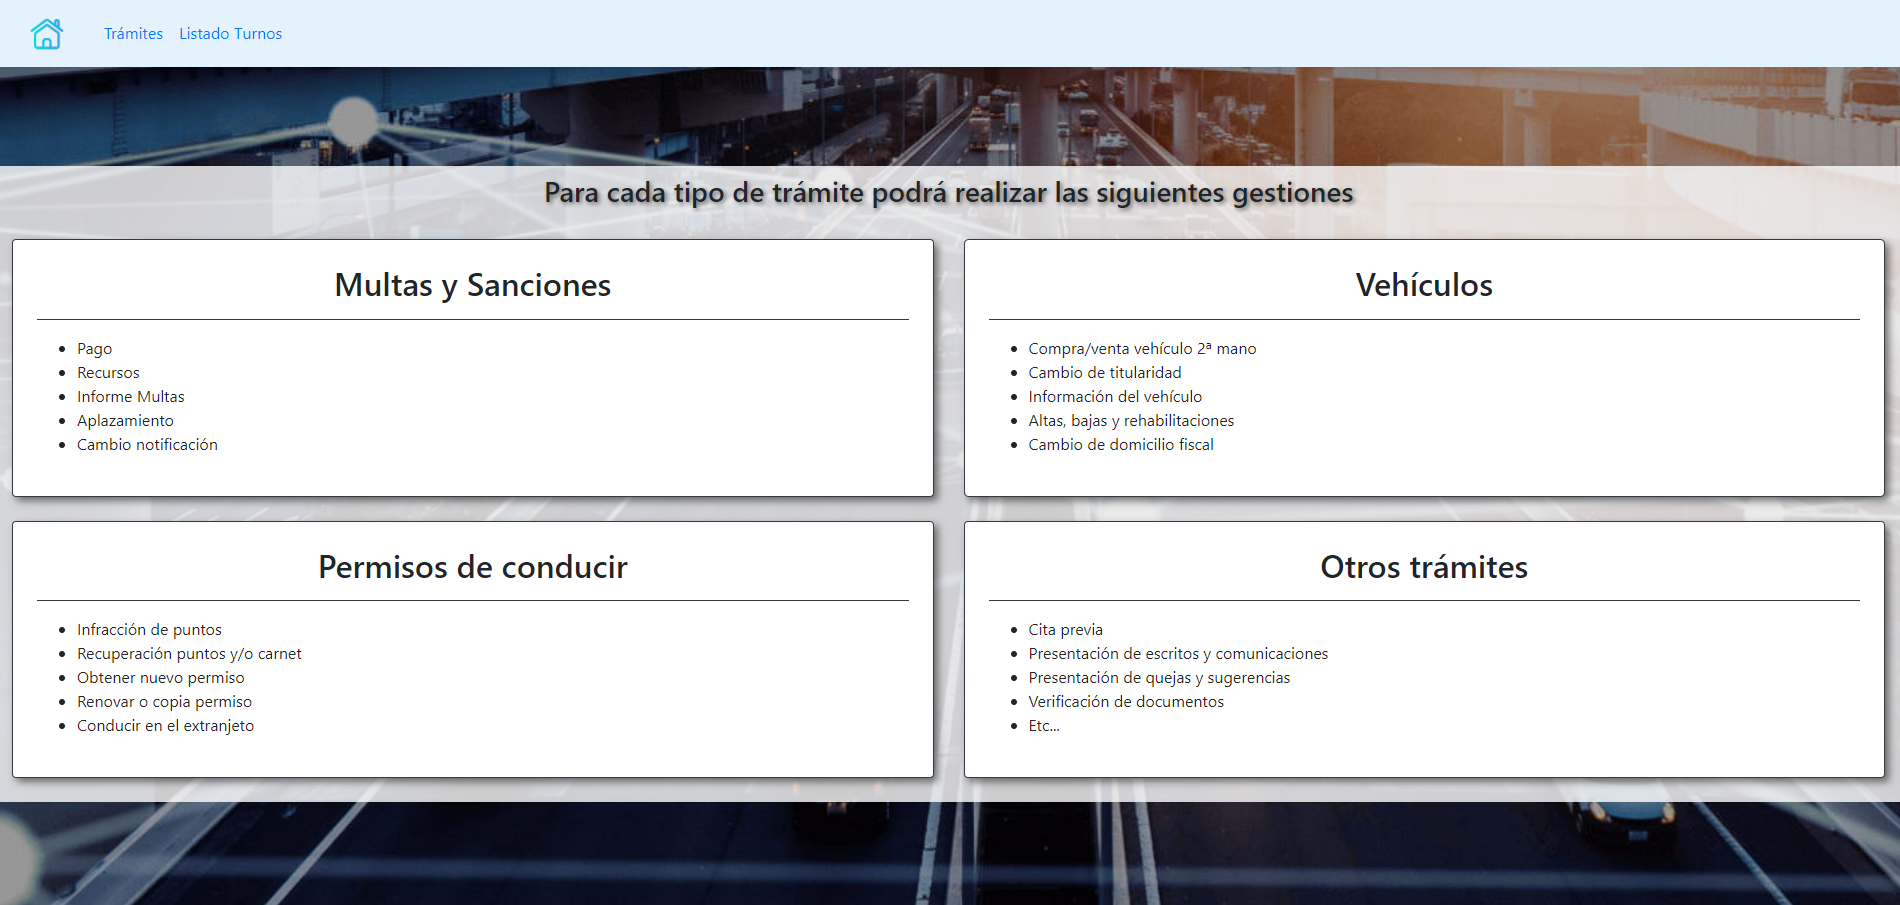 Trámites Listado Turnos
Para cada tipo de trámite podrá realizar las siguientes gestiones
Multas y Sanciones
Pago
Recursos
Informe Multas
Aplazamiento
Cambio notificación
Vehículos
Compra/venta vehículo 2ª mano
Cambio de titularidad
Información del vehículo
Altas, bajas y rehabilitaciones
Cambio de domicilio fiscal
Permisos de conducir
Infracción de puntos
Recuperación puntos y/o carnet
Obtener nuevo permiso
Renovar o copia permiso
Conducir en el extranjeto
Otros trámites
Cita previa
Presentación de escritos y comunicaciones
Presentación de quejas y sugerencias
Verificación de documentos
Etc...